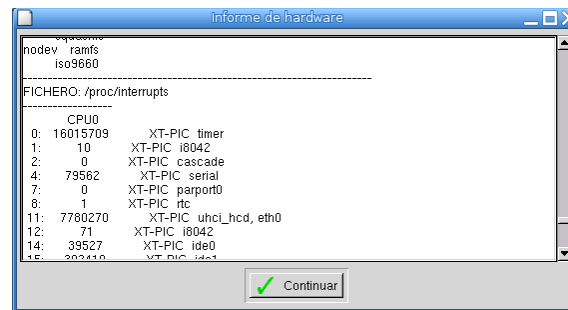 Informe de hardware
nodev ramfs
iso9660
----------------------------------------------------------------------
FICHERO: /proc/interrupts
------------------
CPU0
0: 16015709 XT-PIC timer
1: 10 XT-PIC i8042
2: 0 XT-PIC cascade
4: 79562 XT-PIC serial
7: 0 XT-PIC parport0
8: 1 XT-PIC rtc
11: 7780270 XT-PIC uhci_hcd, eth0
12: 71 XT-PIC i8042
14: 39527 XT-PIC ide0
Continuar